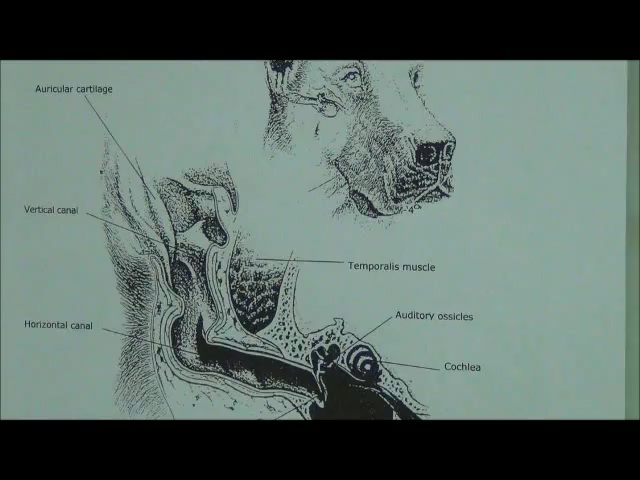 Auricular cartilage
Vertical canal
Temporalis muscle
Auditory ossicles
Horizontal canal
Cochlea